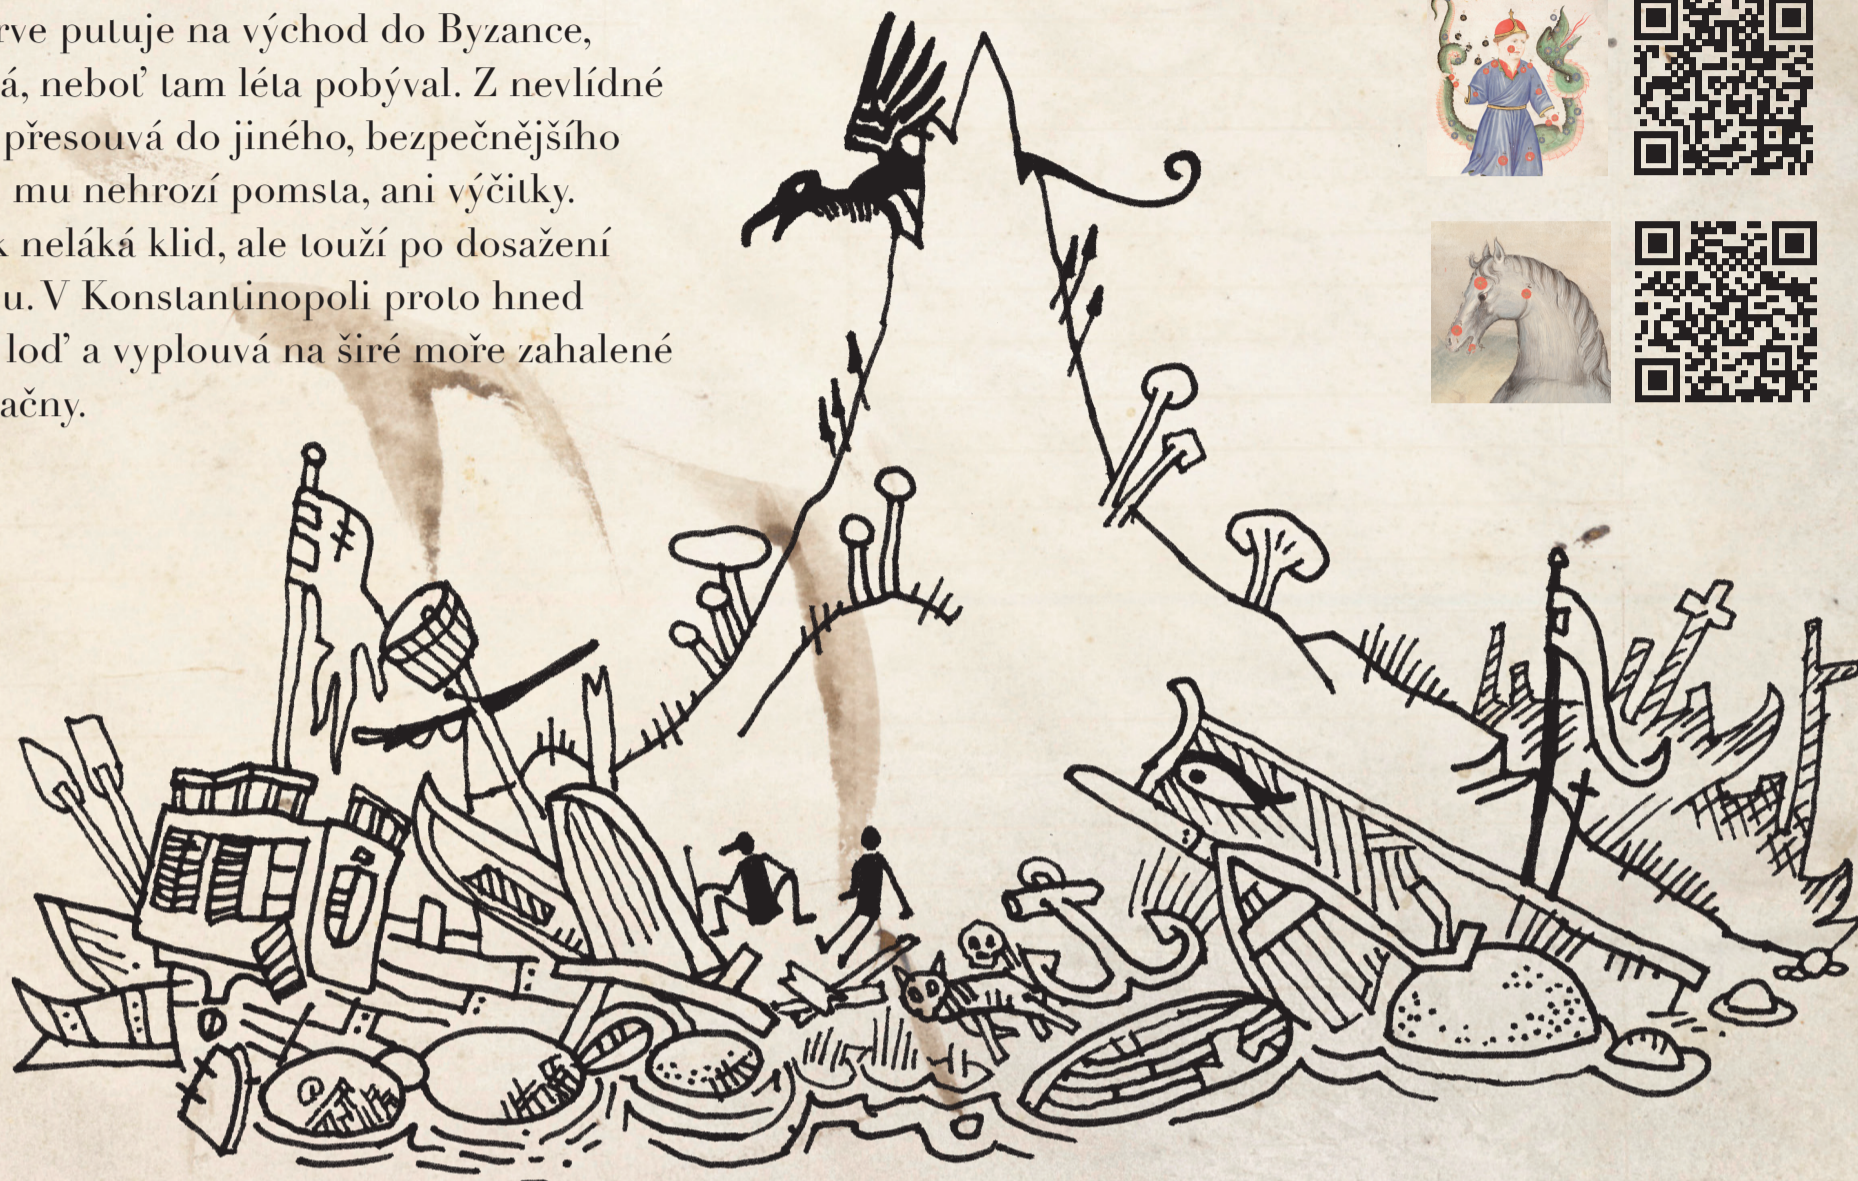 rve putuje na východ do Byzance,
á, neboť tam léta pobýval. Z nevlídné
přesouvá do jiného, bezpečnějšího
mu nehrozí pomsta, ani výčitky.
k neláká klid, ale touží po dosažení
u. V Konstantinopoli proto hned
loď a vyplouvá na širé moře zahalené
ačny.